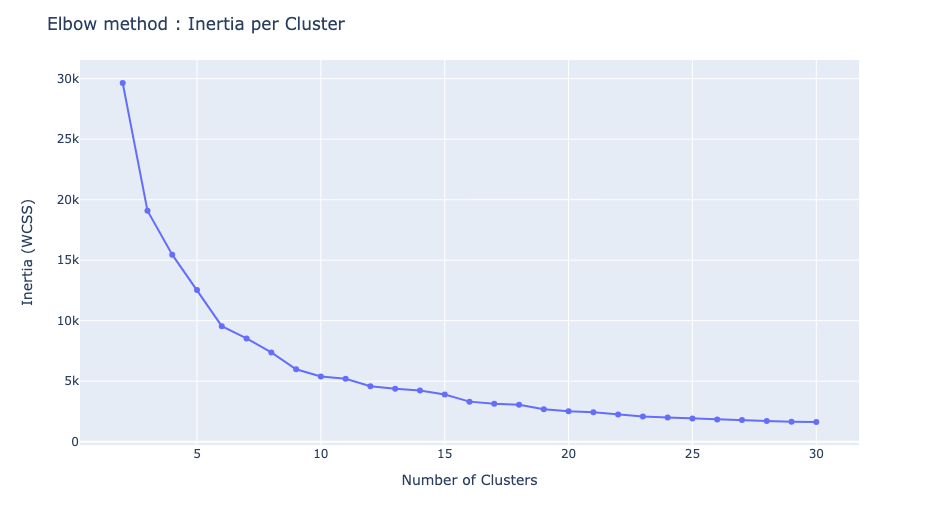 Elbow method : Inertia per Cluster
30k
25k
20k
15k
10k
5k
0
Inertia (WCSS)
5 10 15 20 25 30
Number of Clusters